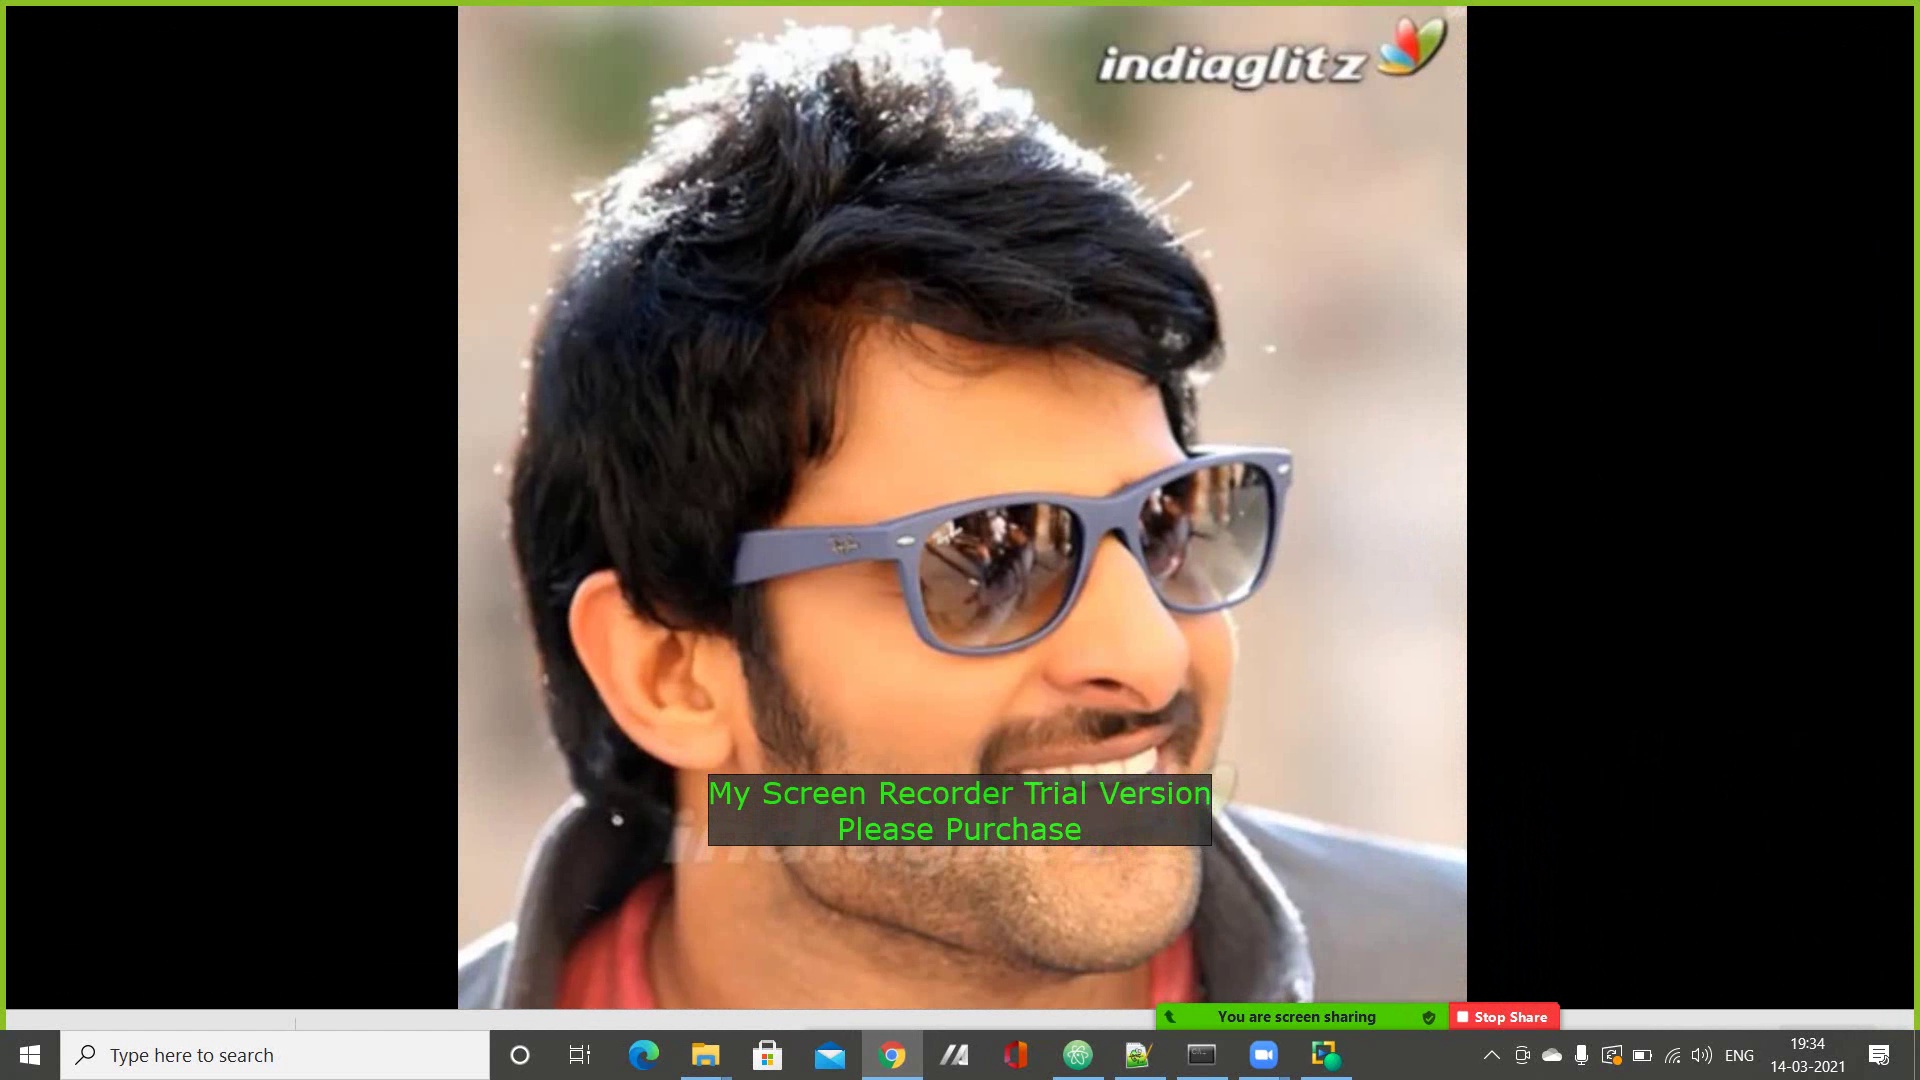 indiaglitz
My Screen Recorder Trial Version
Please Purchase
You are screen sharing
Stop Share
Type here to search
ENG
19:34
14-03-2021